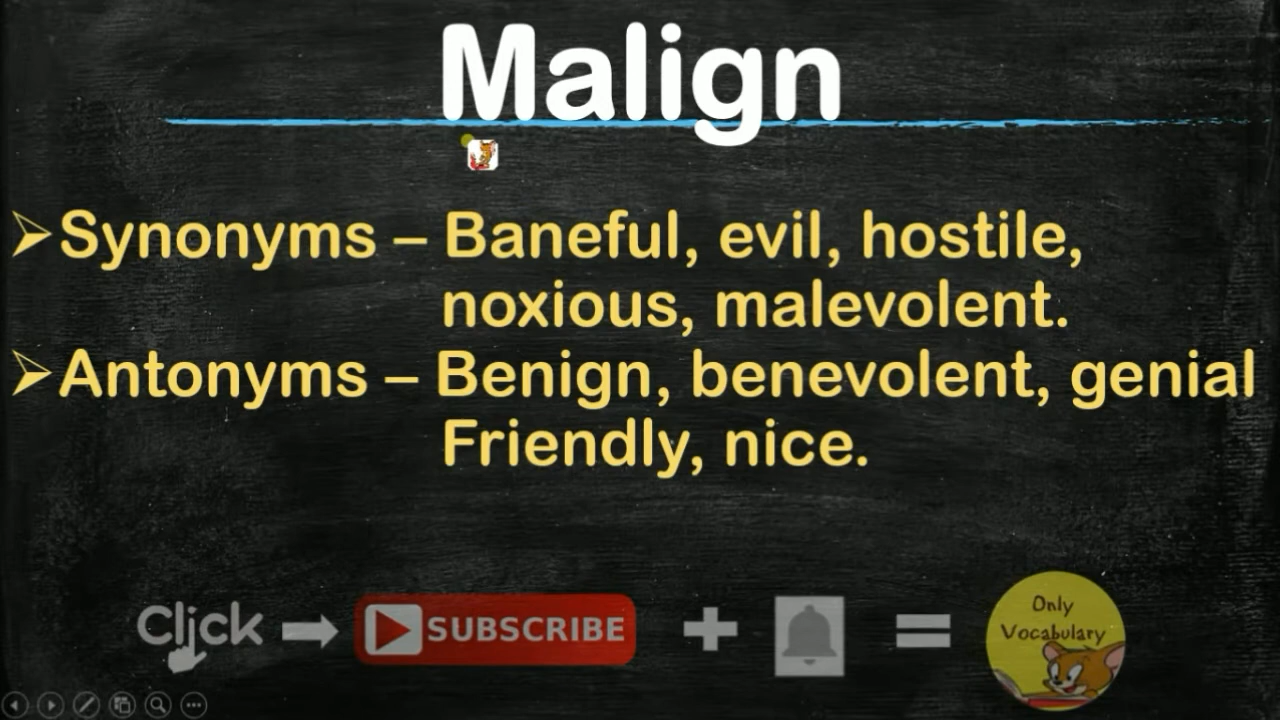 Malign
➢Synonyms – Baneful, evil, hostile,
noxious, malevolent.
➢Antonyms – Benign, benevolent, genial
Friendly, nice.
Click
SUBSCRIBE
Only
Vocabulary